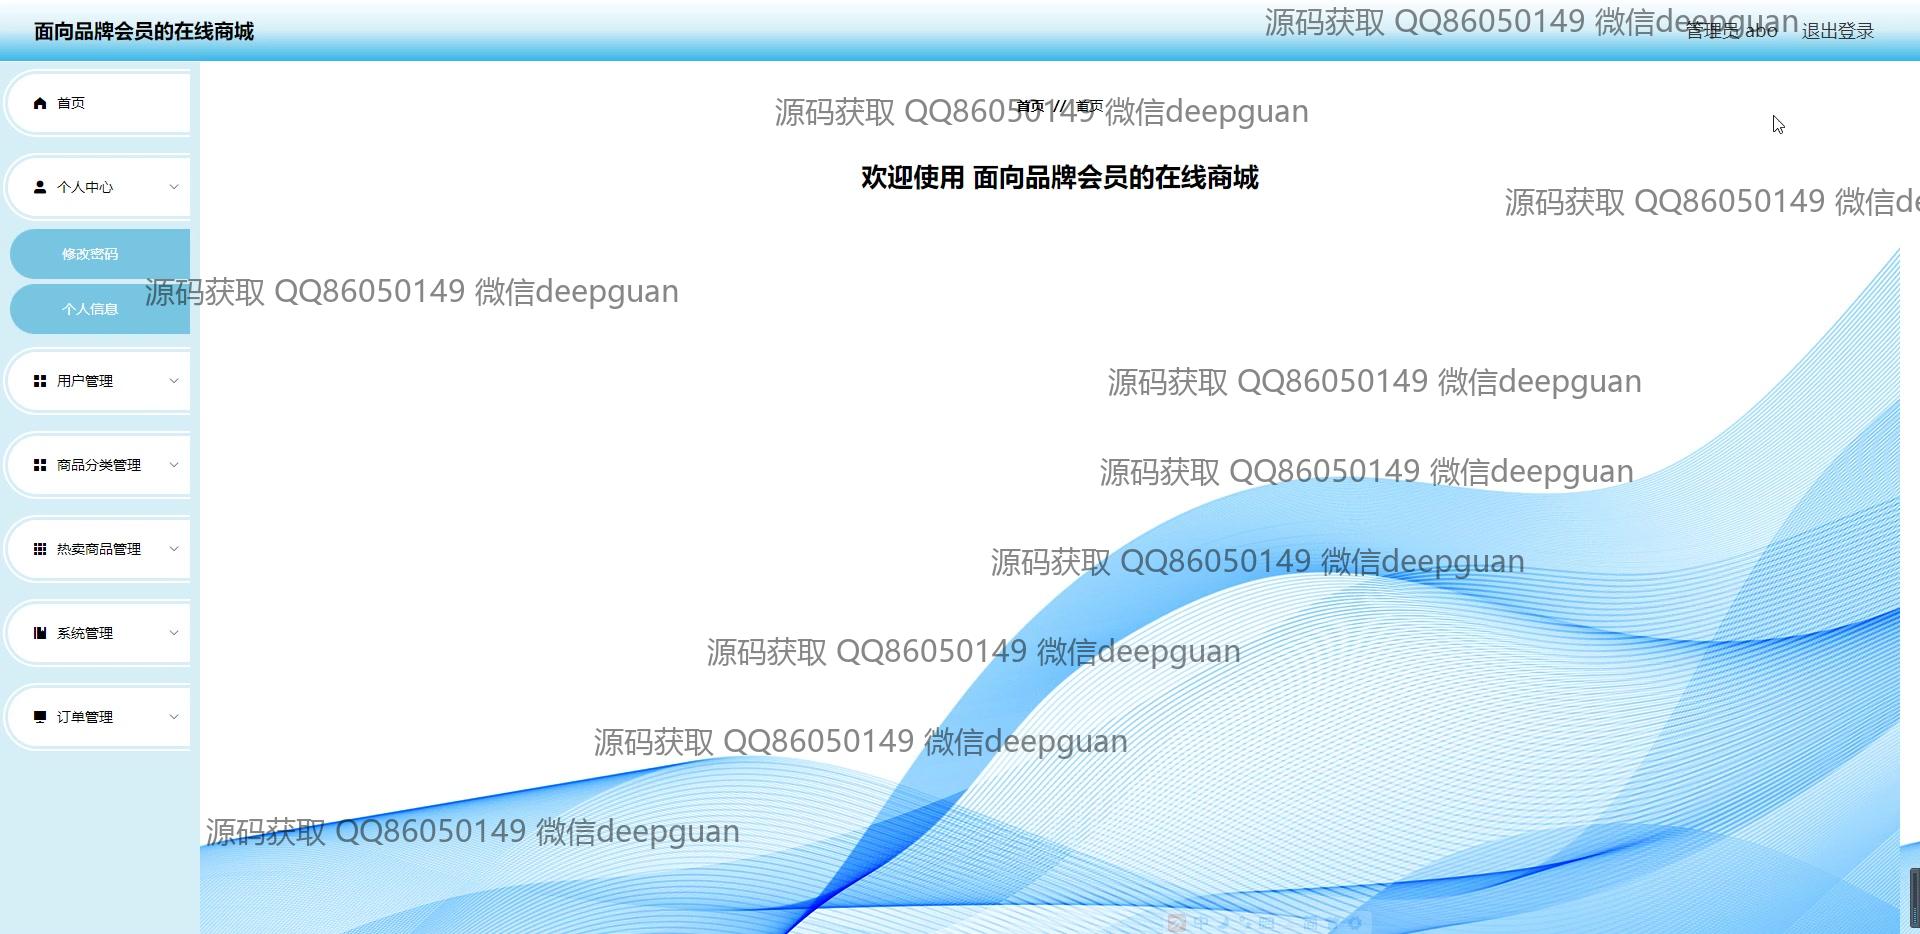 面向品牌会员的在线商城
源码获取 QQ86050149 微信deepguan
管理员 abo 退出登录
首页
首页 // 首页
源码获取 QQ86050149 微信deepguan
欢迎使用 面向品牌会员的在线商城
个人中心
源码获取 QQ86050149 微信de
修改密码
源码获取 QQ86050149 微信deepguan
个人信息
用户管理
源码获取 QQ86050149 微信deepguan
商品分类管理
源码获取 QQ86050149 微信deepguan
热卖商品管理
源码获取 QQ86050149 微信deepguan
系统管理
源码获取 QQ86050149 微信deepguan
订单管理
源码获取 QQ86050149 微信deepguan
源码获取 QQ86050149 微信deepguan